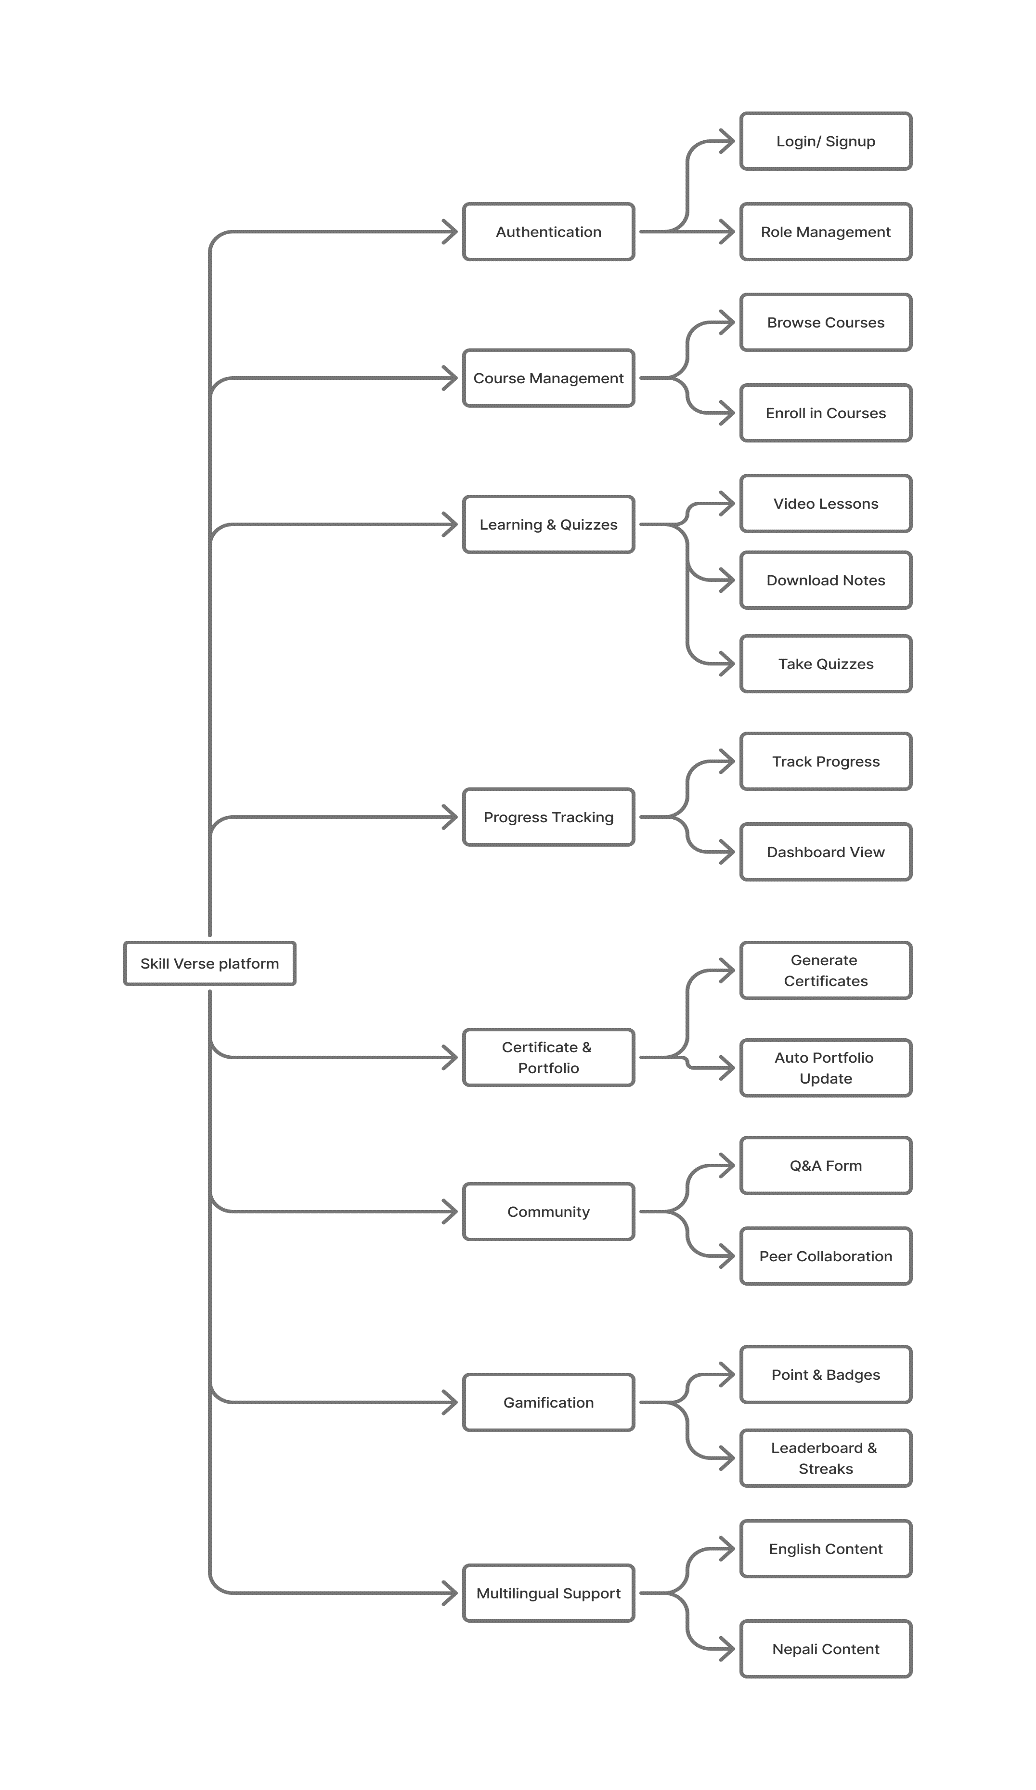 Login/ Signup
Authentication
Role Management
Browse Courses
Course Management
Enroll in Courses
Video Lessons
Learning & Quizzes
Download Notes
Take Quizzes
Track Progress
Progress Tracking
Dashboard View
Skill Verse platform
Generate
Certificates
Certificate &
Portfolio
Auto Portfolio
Update
Q&A Form
Community
Peer Collaboration
Point & Badges
Gamification
Leaderboard &
Streaks
English Content
Multilingual Support
Nepali Content